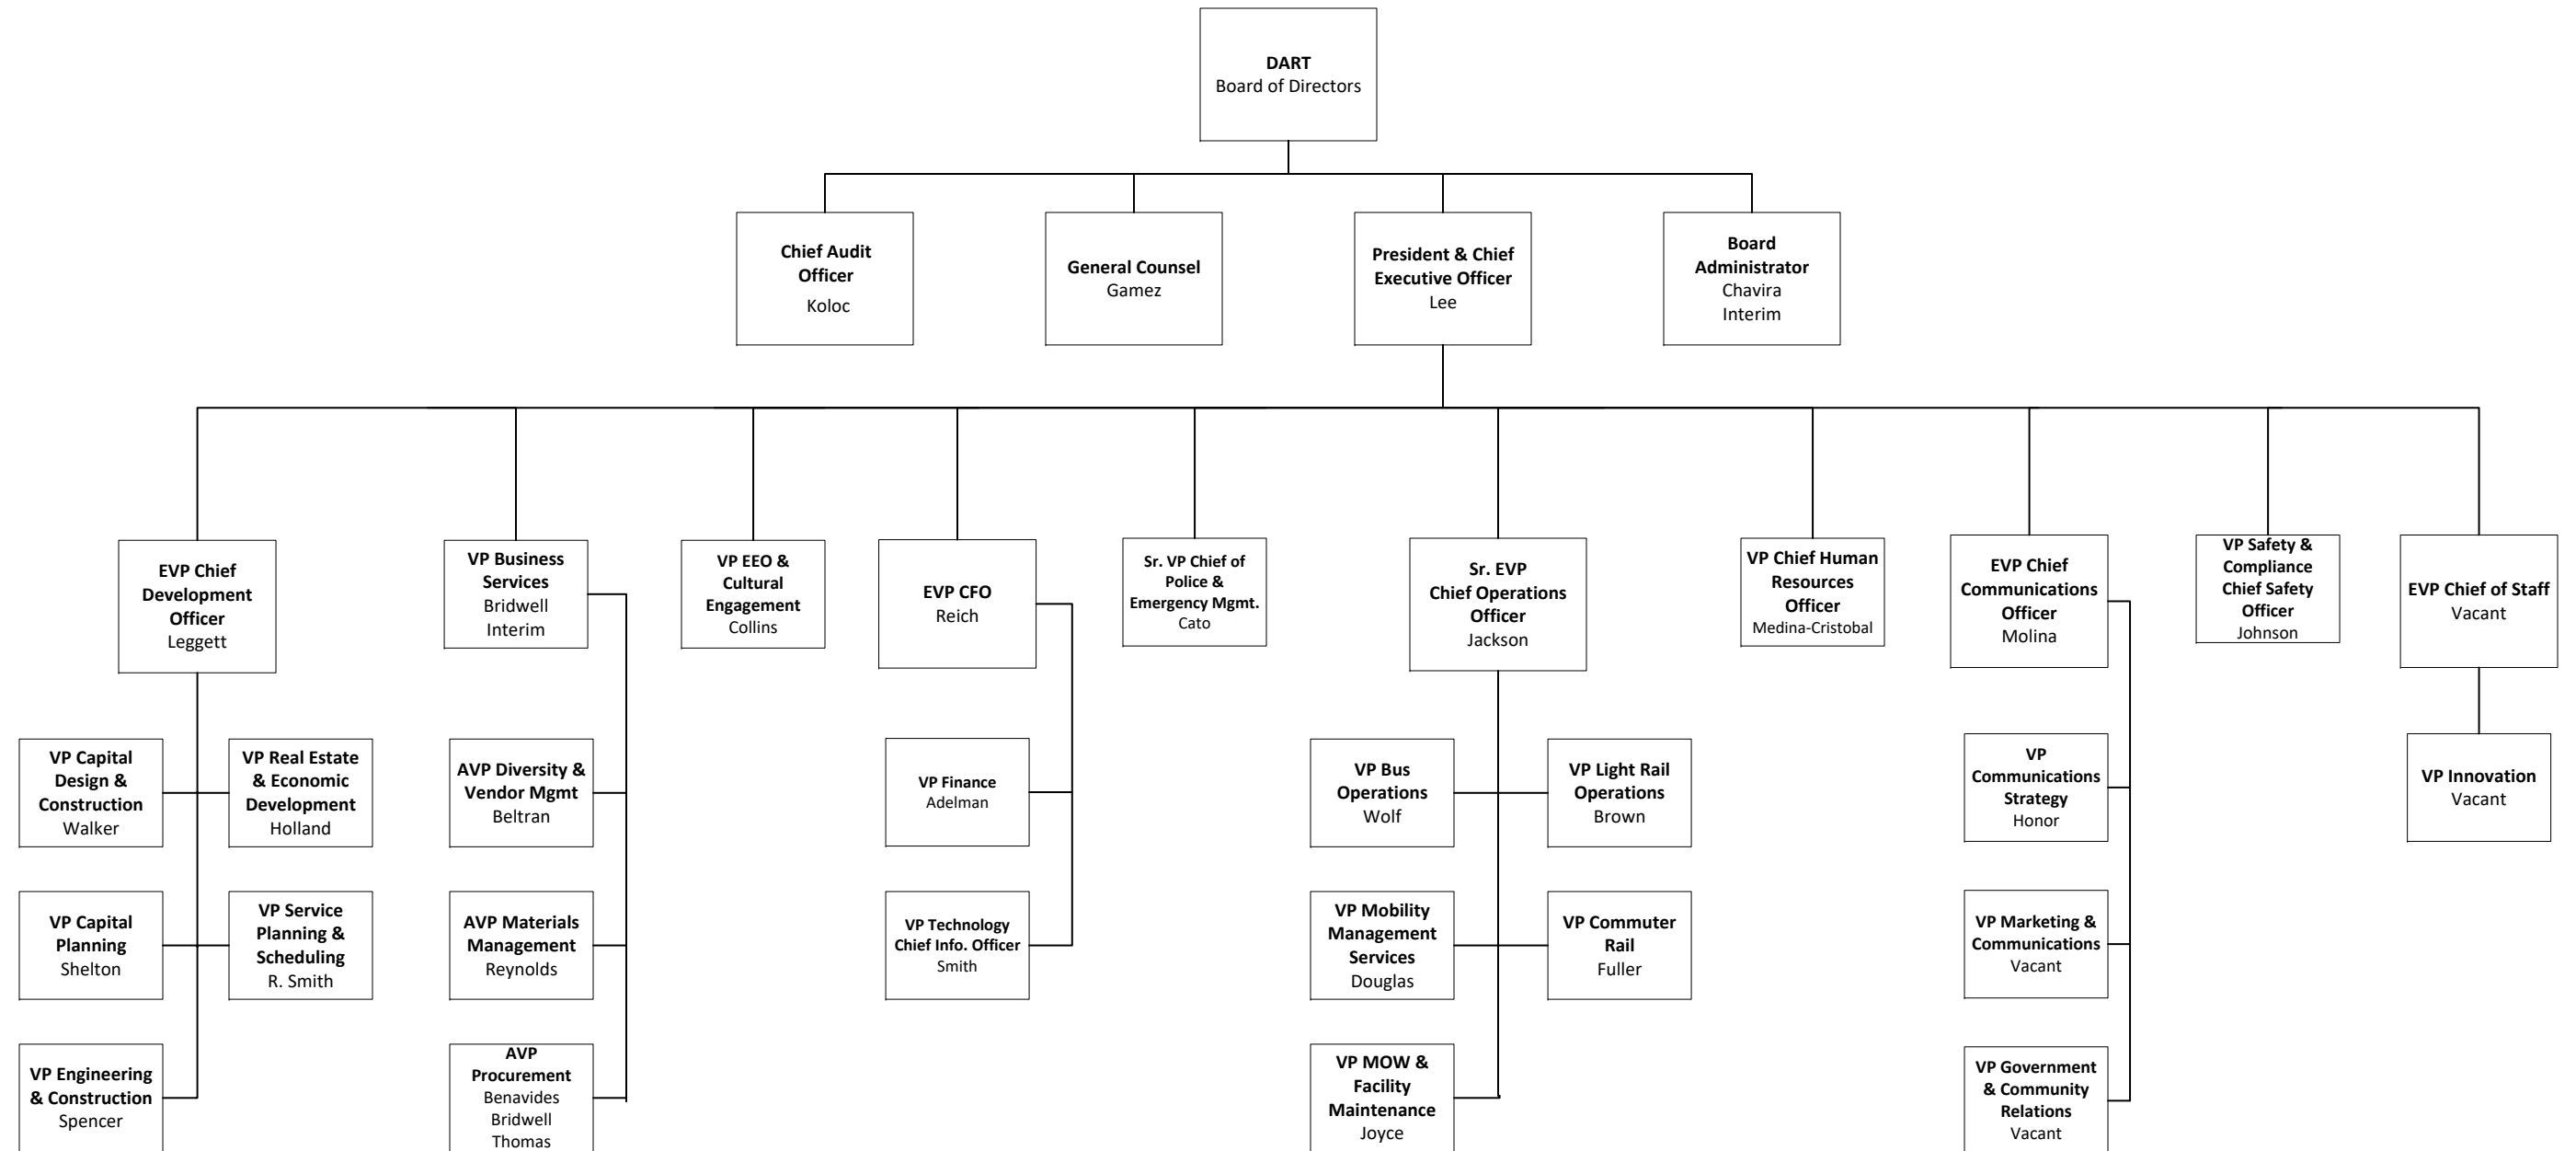 DART
Board of Directors
Chief Audit
Officer
Koloc
General Counsel
Gamez
President & Chief
Executive Officer
Lee
Board
Administrator
Chavira
Interim
EVP Chief
Development
Officer
Leggett
VP Business
Services
Bridwell
Interim
VP EEO &
Cultural
Engagement
Collins
EVP CFO
Reich
Sr. VP Chief of
Police &
Emergency Mgmt.
Cato
Sr. EVP
Chief Operations
Officer
Jackson
VP Chief Human
Resources
Officer
Medina-Cristobal
EVP Chief
Communications
Officer
Molina
VP Safety &
Compliance
Chief Safety
Officer
Johnson
EVP Chief of Staff
Vacant
VP Capital
Design &
Construction
Walker
VP Real Estate
& Economic
Development
Holland
AVP Diversity &
Vendor Mgmt
Beltran
VP Finance
Adelman
VP Bus
Operations
Wolf
VP Light Rail
Operations
Brown
VP
Communications
Strategy
Honor
VP Innovation
Vacant
VP Capital
Planning
Shelton
VP Service
Planning &
Scheduling
R. Smith
AVP Materials
Management
Reynolds
VP Technology
Chief Info. Officer
Smith
VP Mobility
Management
Services
Douglas
VP Commuter
Rail
Fuller
VP Marketing &
Communications
Vacant
VP Engineering
& Construction
Spencer
AVP
Procurement
Benavides
Bridwell
Thomas
VP MOW &
Facility
Maintenance
Joyce
VP Government
& Community
Relations
Vacant